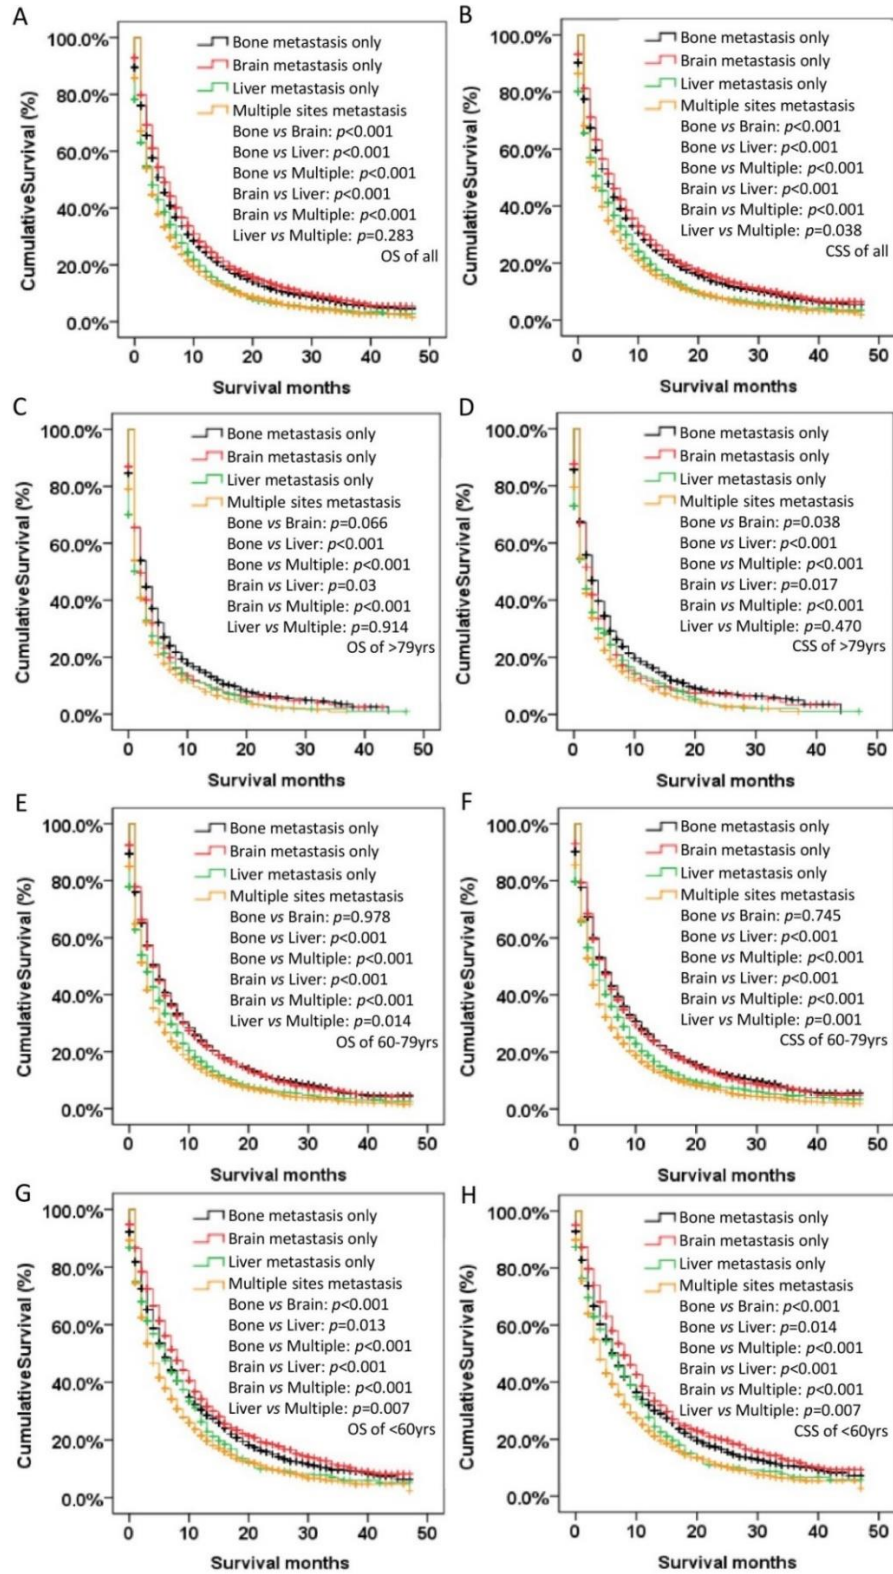 A
CumulativeSurvival (%)
100.0%
80.0%
60.0%
40.0%
20.0%
0.0%
Bone metastasis only
Brain metastasis only
Liver metastasis only
Multiple sites metastasis
Bone vs Brain: p<0.001
Bone vs Liver: p<0.001
Bone vs Multiple: p<0.001
Brain vs Liver: p<0.001
Brain vs Multiple: p<0.001
Liver vs Multiple: p=0.283
OS of all
0 10 20 30 40 50
Survival months
B
CumulativeSurvival (%)
100.0%
80.0%
60.0%
40.0%
20.0%
0.0%
Bone metastasis only
Brain metastasis only
Liver metastasis only
Multiple sites metastasis
Bone vs Brain: p<0.001
Bone vs Liver: p<0.001
Bone vs Multiple: p<0.001
Brain vs Liver: p<0.001
Brain vs Multiple: p<0.001
Liver vs Multiple: p=0.038
CSS of all
0 10 20 30 40 50
Survival months
C
CumulativeSurvival (%)
100.0%
80.0%
60.0%
40.0%
20.0%
0.0%
Bone metastasis only
Brain metastasis only
Liver metastasis only
Multiple sites metastasis
Bone vs Brain: p=0.066
Bone vs Liver: p<0.001
Bone vs Multiple: p<0.001
Brain vs Liver: p=0.03
Brain vs Multiple: p<0.001
Liver vs Multiple: p=0.914
OS of >79yrs
0 10 20 30 40 50
Survival months
D
CumulativeSurvival (%)
100.0%
80.0%
60.0%
40.0%
20.0%
0.0%
Bone metastasis only
Brain metastasis only
Liver metastasis only
Multiple sites metastasis
Bone vs Brain: p=0.038
Bone vs Liver: p<0.001
Bone vs Multiple: p<0.001
Brain vs Liver: p=0.017
Brain vs Multiple: p<0.001
Liver vs Multiple: p=0.470
CSS of >79yrs
0 10 20 30 40 50
Survival months
E
CumulativeSurvival (%)
100.0%
80.0%
60.0%
40.0%
20.0%
0.0%
Bone metastasis only
Brain metastasis only
Liver metastasis only
Multiple sites metastasis
Bone vs Brain: p=0.978
Bone vs Liver: p<0.001
Bone vs Multiple: p<0.001
Brain vs Liver: p<0.001
Brain vs Multiple: p<0.001
Liver vs Multiple: p=0.014
OS of 60-79yrs
0 10 20 30 40 50
Survival months
F
CumulativeSurvival (%)
100.0%
80.0%
60.0%
40.0%
20.0%
0.0%
Bone metastasis only
Brain metastasis only
Liver metastasis only
Multiple sites metastasis
Bone vs Brain: p=0.745
Bone vs Liver: p<0.001
Bone vs Multiple: p<0.001
Brain vs Liver: p<0.001
Brain vs Multiple: p<0.001
Liver vs Multiple: p=0.001
CSS of 60-79yrs
0 10 20 30 40 50
Survival months
G
CumulativeSurvival (%)
100.0%
80.0%
60.0%
40.0%
20.0%
0.0%
Bone metastasis only
Brain metastasis only
Liver metastasis only
Multiple sites metastasis
Bone vs Brain: p<0.001
Bone vs Liver: p=0.013
Bone vs Multiple: p<0.001
Brain vs Liver: p<0.001
Brain vs Multiple: p<0.001
Liver vs Multiple: p=0.007
OS of <60yrs
0 10 20 30 40 50
Survival months
H
CumulativeSurvival (%)
100.0%
80.0%
60.0%
40.0%
20.0%
0.0%
Bone metastasis only
Brain metastasis only
Liver metastasis only
Multiple sites metastasis
Bone vs Brain: p<0.001
Bone vs Liver: p=0.014
Bone vs Multiple: p<0.001
Brain vs Liver: p<0.001
Brain vs Multiple: p<0.001
Liver vs Multiple: p=0.007
CSS of <60yrs
0 10 20 30 40 50
Survival months